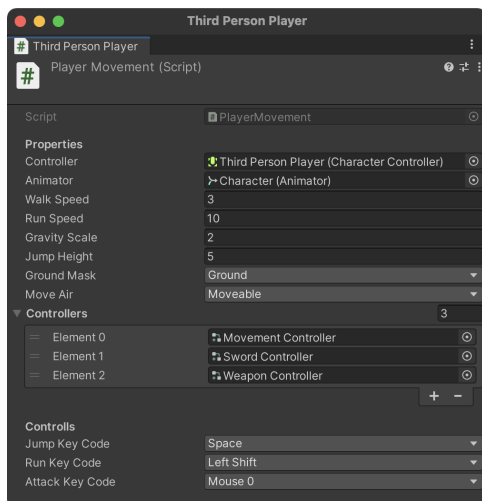 Third Person Player
# Third Person Player
Player Movement (Script)
#
Script # PlayerMovement
Properties
Controller Third Person Player (Character Controller)
Animator Character (Animator)
Walk Speed 3
Run Speed 10
Gravity Scale 2
Jump Height 5
Ground Mask Ground
Move Air Moveable
Controllers 3
Element 0 Movement Controller
Element 1 Sword Controller
Element 2 Weapon Controller
+ -
Controlls
Jump Key Code Space
Run Key Code Left Shift
Attack Key Code Mouse 0